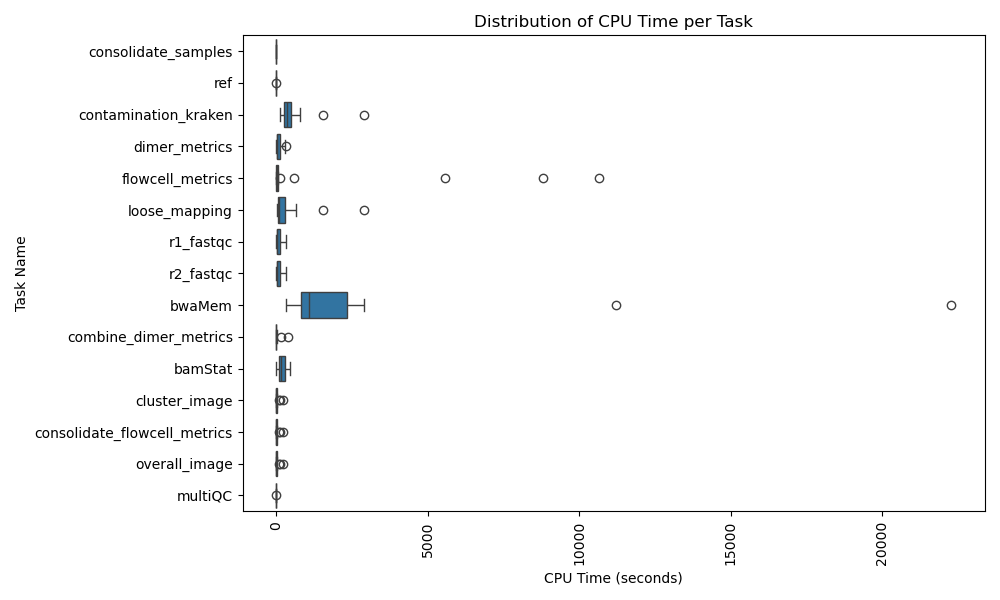 Distribution of CPU Time per Task
Task Name
consolidate_samples
ref
contamination_kraken
dimer_metrics
flowcell_metrics
loose_mapping
r1_fastqc
r2_fastqc
bwaMem
combine_dimer_metrics
bamStat
cluster_image
consolidate_flowcell_metrics
overall_image
multiQC
0
5000
10000
15000
20000
CPU Time (seconds)